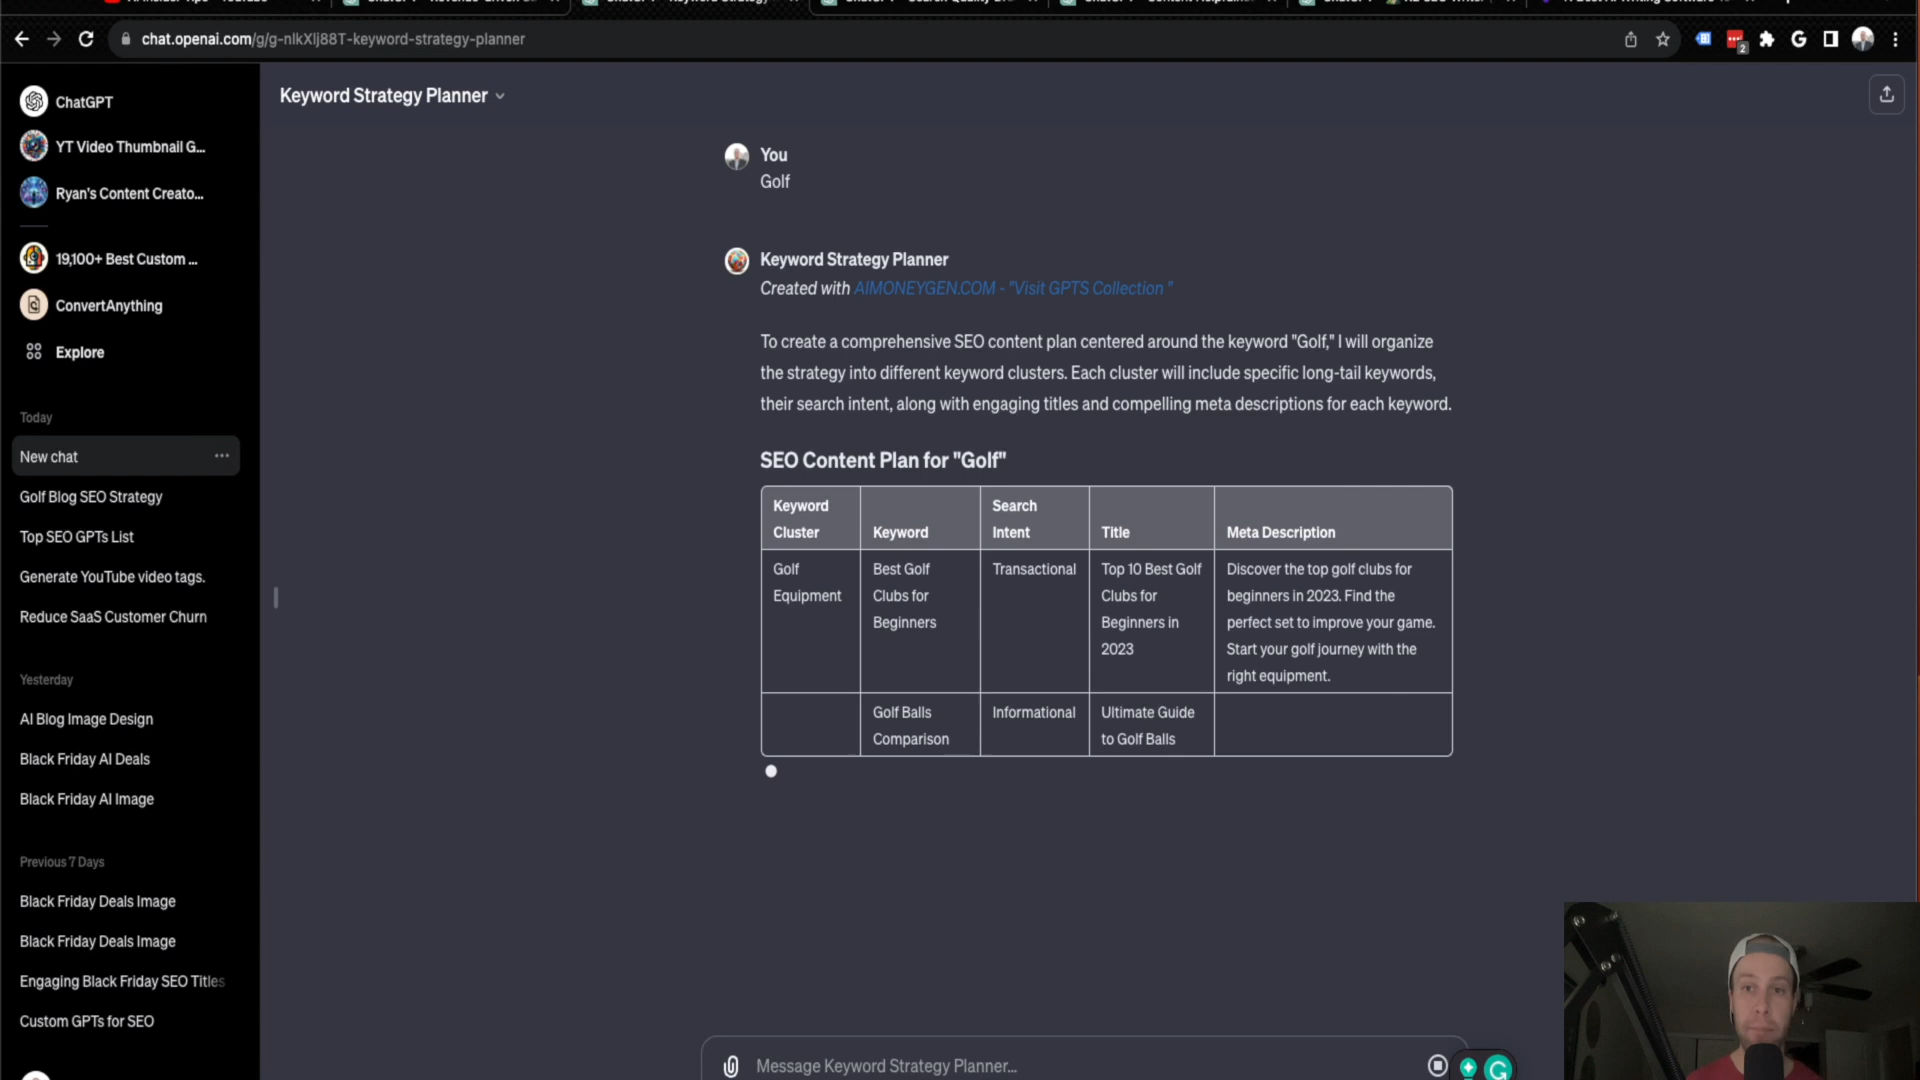 chat.openai.com/g/g-nlkXlj88T-keyword-strategy-planner
2
ChatGPT
YT Video Thumbnail G...
Ryan's Content Creato...
19,100+ Best Custom ...
ConvertAnything
Explore
Today
New chat
Golf Blog SEO Strategy
Top SEO GPTs List
Generate YouTube video tags.
Reduce SaaS Customer Churn
Yesterday
AI Blog Image Design
Black Friday AI Deals
Black Friday AI Image
Previous 7 Days
Black Friday Deals Image
Black Friday Deals Image
Engaging Black Friday SEO Titles
Custom GPTs for SEO
Keyword Strategy Planner
You
Golf
Keyword Strategy Planner
Created with AIMONEYGEN.COM - "Visit GPTS Collection "
To create a comprehensive SEO content plan centered around the keyword "Golf," I will organize
the strategy into different keyword clusters. Each cluster will include specific long-tail keywords,
their search intent, along with engaging titles and compelling meta descriptions for each keyword.
SEO Content Plan for "Golf"
Keyword
Cluster
Keyword
Search
Intent
Title
Meta Description
Golf
Equipment
Best Golf
Clubs for
Beginners
Transactional
Top 10 Best Golf
Clubs for
Beginners in
2023
Discover the top golf clubs for
beginners in 2023. Find the
perfect set to improve your game.
Start your golf journey with the
right equipment.
Golf Balls
Comparison
Informational
Ultimate Guide
to Golf Balls
Message Keyword Strategy Planner...